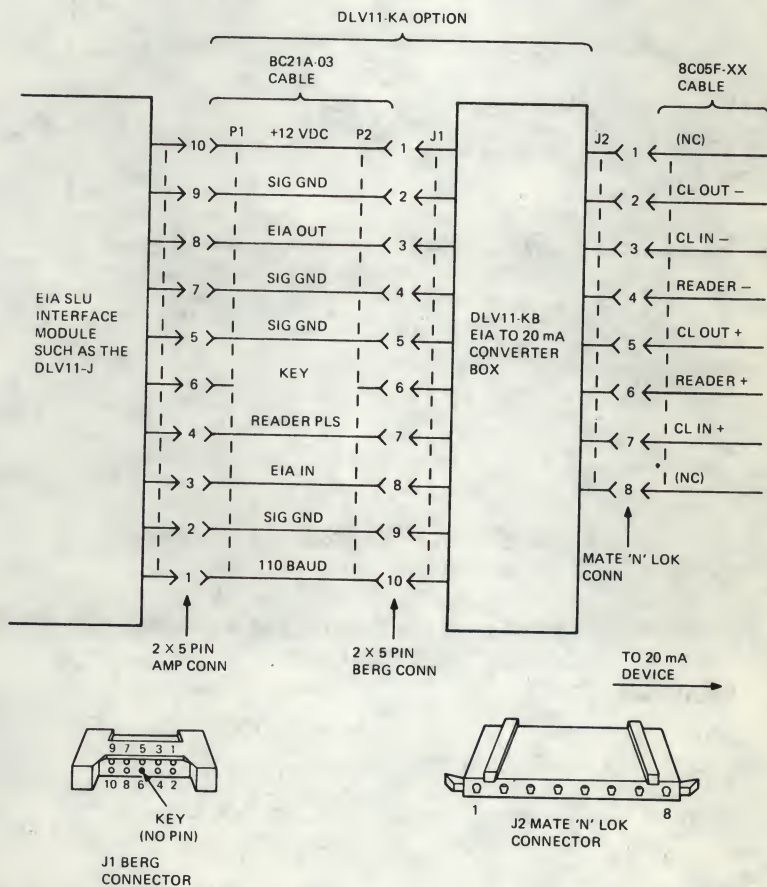 DLV11-KA OPTION
BC21A-03
CABLE
8C05F-XX
CABLE
10 P1 +12 VDC P2 1 J1 J2 1 (NC)
9 SIG GND 2 2 CL OUT –
8 EIA OUT 3 3 CL IN –
7 SIG GND 4 4 READER –
5 SIG GND 5 5 CL OUT +
6 KEY 6 6 READER +
4 READER PLS 7 7 CL IN +
3 EIA IN 8 8 (NC)
2 SIG GND 9
1 110 BAUD 10
EIA SLU
INTERFACE
MODULE
SUCH AS THE
DLV11-J
DLV11-KB
EIA TO 20 mA
CONVERTER
BOX
MATE 'N' LOK
CONN
2 X 5 PIN
AMP CONN
2 X 5 PIN
BERG CONN
TO 20 mA
DEVICE
9 7 5 3 1
10 8 6 4 2
KEY
(NO PIN)
J1 BERG
CONNECTOR
1 8
J2 MATE 'N' LOK
CONNECTOR